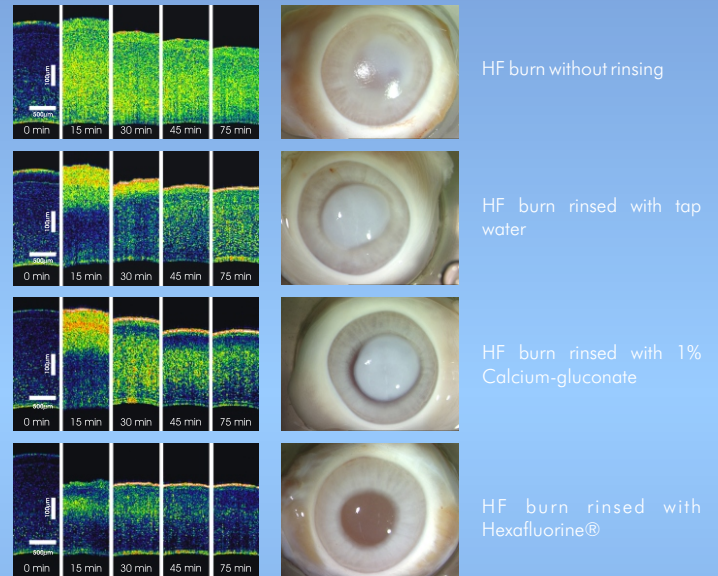 100µm
500µm
0 min 15 min 30 min 45 min 75 min
HF burn without rinsing
100µm
500µm
0 min 15 min 30 min 45 min 75 min
HF burn rinsed with tap
water
100µm
500µm
0 min 15 min 30 min 45 min 75 min
HF burn rinsed with 1%
Calcium-gluconate
100µm
500µm
0 min 15 min 30 min 45 min 75 min
HF burn rinsed with
Hexafluorine®